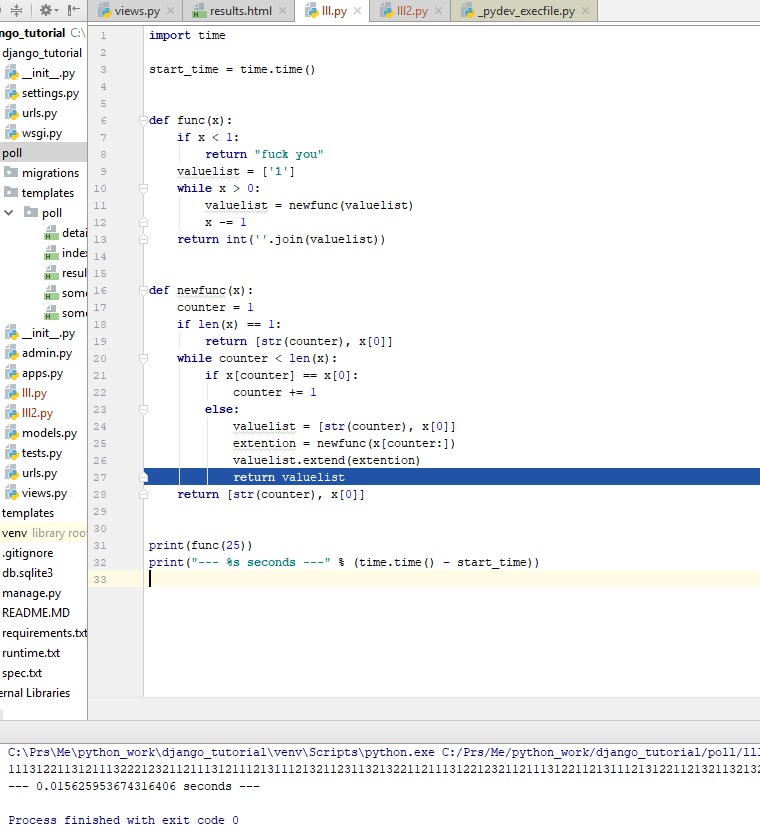 views.py
results.html
lll.py
lll2.py
_pydev_execfile.py
ngo_tutorial C:\
django_tutorial
__init__.py
settings.py
urls.py
wsgi.py
poll
migrations
templates
poll
detai
index
resul
som
som
__init__.py
admin.py
apps.py
lll.py
lll2.py
models.py
tests.py
urls.py
views.py
templates
venv library roo
.gitignore
db.sqlite3
manage.py
README.MD
requirements.txt
runtime.txt
spec.txt
ernal Libraries
1 import time
2
3 start_time = time.time()
4
5
6 def func(x):
7 if x < 1:
8 return "fuck you"
9 valuelist = ['1']
10 while x > 0:
11 valuelist = newfunc(valuelist)
12 x -= 1
13 return int(''.join(valuelist))
14
15
16 def newfunc(x):
17 counter = 1
18 if len(x) == 1:
19 return [str(counter), x[0]]
20 while counter < len(x):
21 if x[counter] == x[0]:
22 counter += 1
23 else:
24 valuelist = [str(counter), x[0]]
25 extention = newfunc(x[counter:])
26 valuelist.extend(extention)
27 return valuelist
28 return [str(counter), x[0]]
29
30
31 print(func(25))
32 print("--- %s seconds ---" % (time.time() - start_time))
33
C:\Prs\Me\python_work\django_tutorial\venv\Scripts\python.exe C:/Prs/Me/python_work/django_tutorial/poll/lll
--- 0.015625953674316406 seconds ---
Process finished with exit code 0